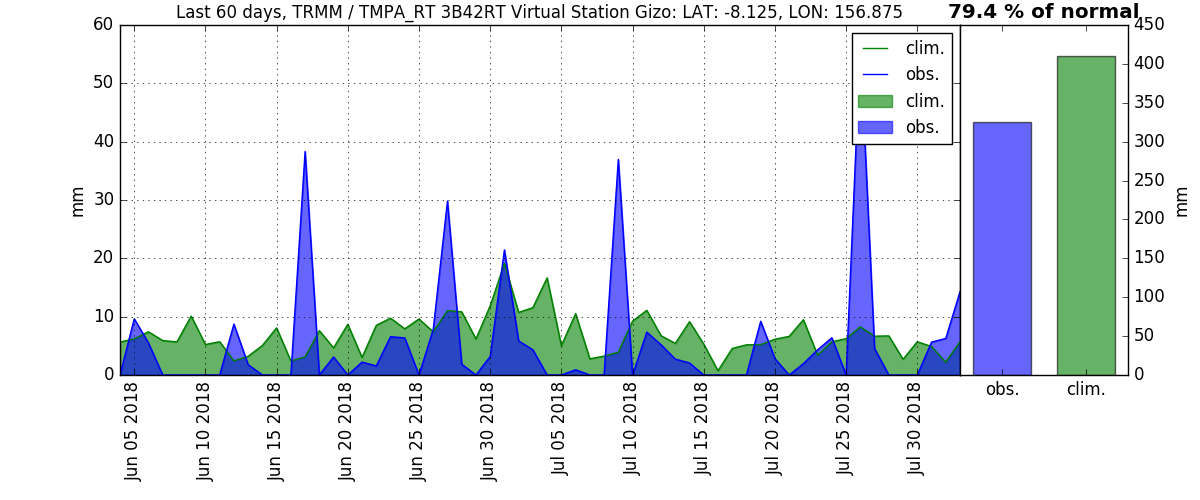 Last 60 days, TRMM / TMPA_RT 3B42RT Virtual Station Gizo: LAT: -8.125, LON: 156.875
79.4 % of normal
60
50
40
30
20
10
0
mm
clim.
obs.
clim.
obs.
450
400
350
300
250
200
150
100
50
0
mm
obs.
clim.
Jun 05 2018
Jun 10 2018
Jun 15 2018
Jun 20 2018
Jun 25 2018
Jun 30 2018
Jul 05 2018
Jul 10 2018
Jul 15 2018
Jul 20 2018
Jul 25 2018
Jul 30 2018